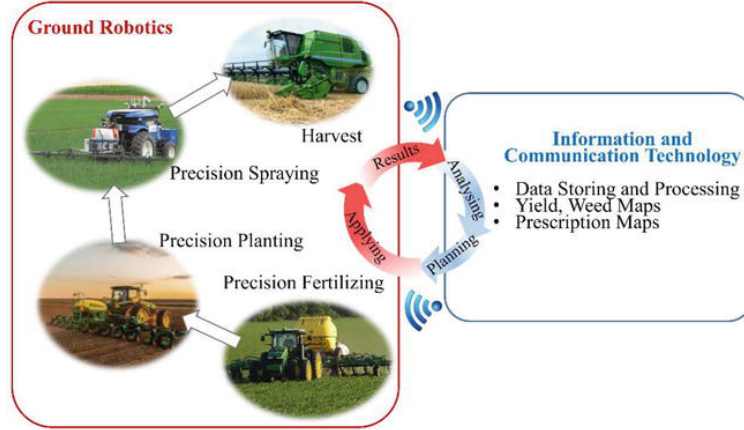 Ground Robotics
Harvest
Precision Spraying
Precision Planting
Precision Fertilizing
Results
Analysing
Planning
Applying
Information and
Communication Technology
• Data Storing and Processing
• Yield, Weed Maps
• Prescription Maps